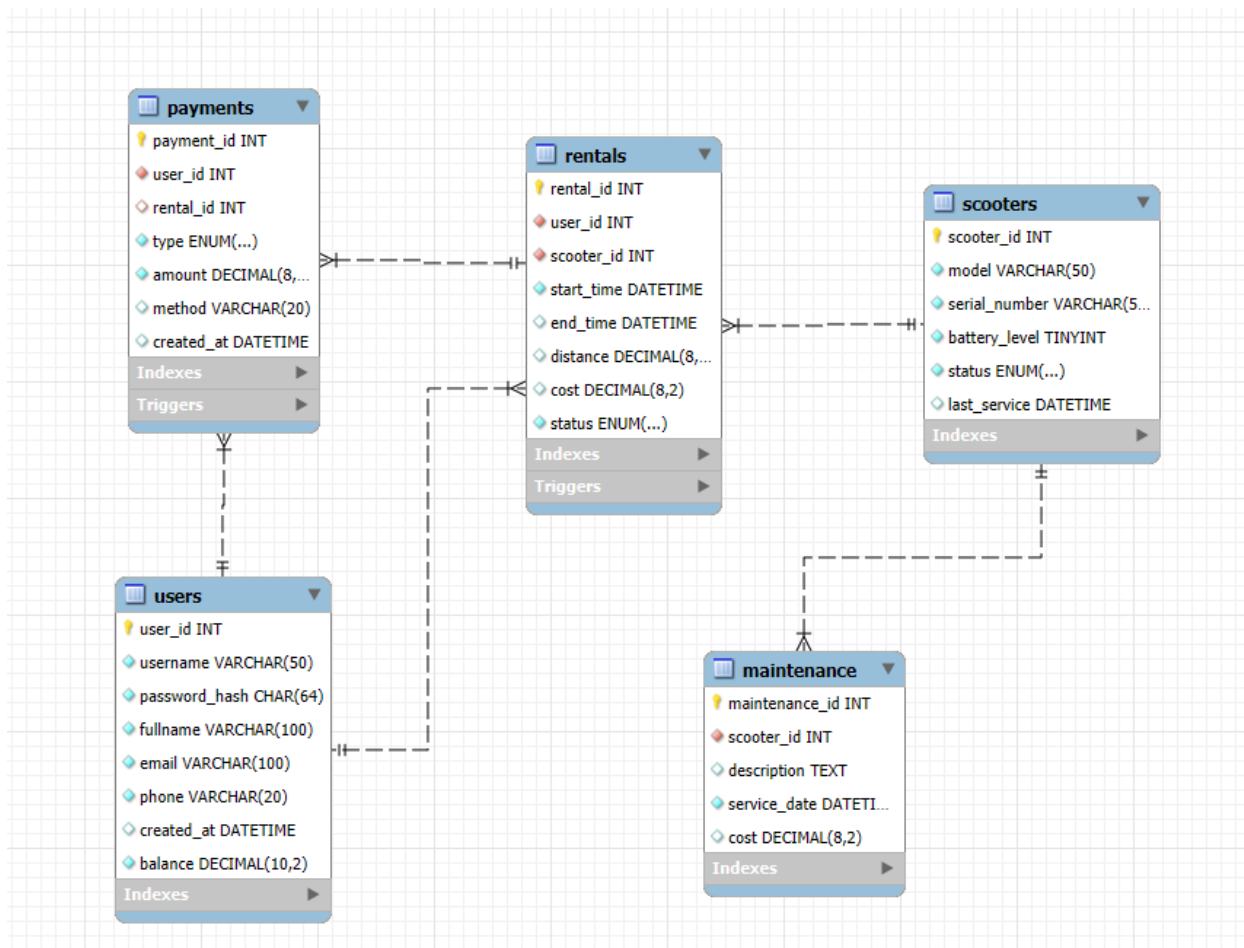 payments
payment_id INT
user_id INT
rental_id INT
type ENUM(...)
amount DECIMAL(8,...
method VARCHAR(20)
created_at DATETIME
Indexes
Triggers
rentals
rental_id INT
user_id INT
scooter_id INT
start_time DATETIME
end_time DATETIME
distance DECIMAL(8,...
cost DECIMAL(8,2)
status ENUM(...)
Indexes
Triggers
scooters
scooter_id INT
model VARCHAR(50)
serial_number VARCHAR(5...
battery_level TINYINT
status ENUM(...)
last_service DATETIME
Indexes
users
user_id INT
username VARCHAR(50)
password_hash CHAR(64)
fullname VARCHAR(100)
email VARCHAR(100)
phone VARCHAR(20)
created_at DATETIME
balance DECIMAL(10,2)
Indexes
maintenance
maintenance_id INT
scooter_id INT
description TEXT
service_date DATETI...
cost DECIMAL(8,2)
Indexes